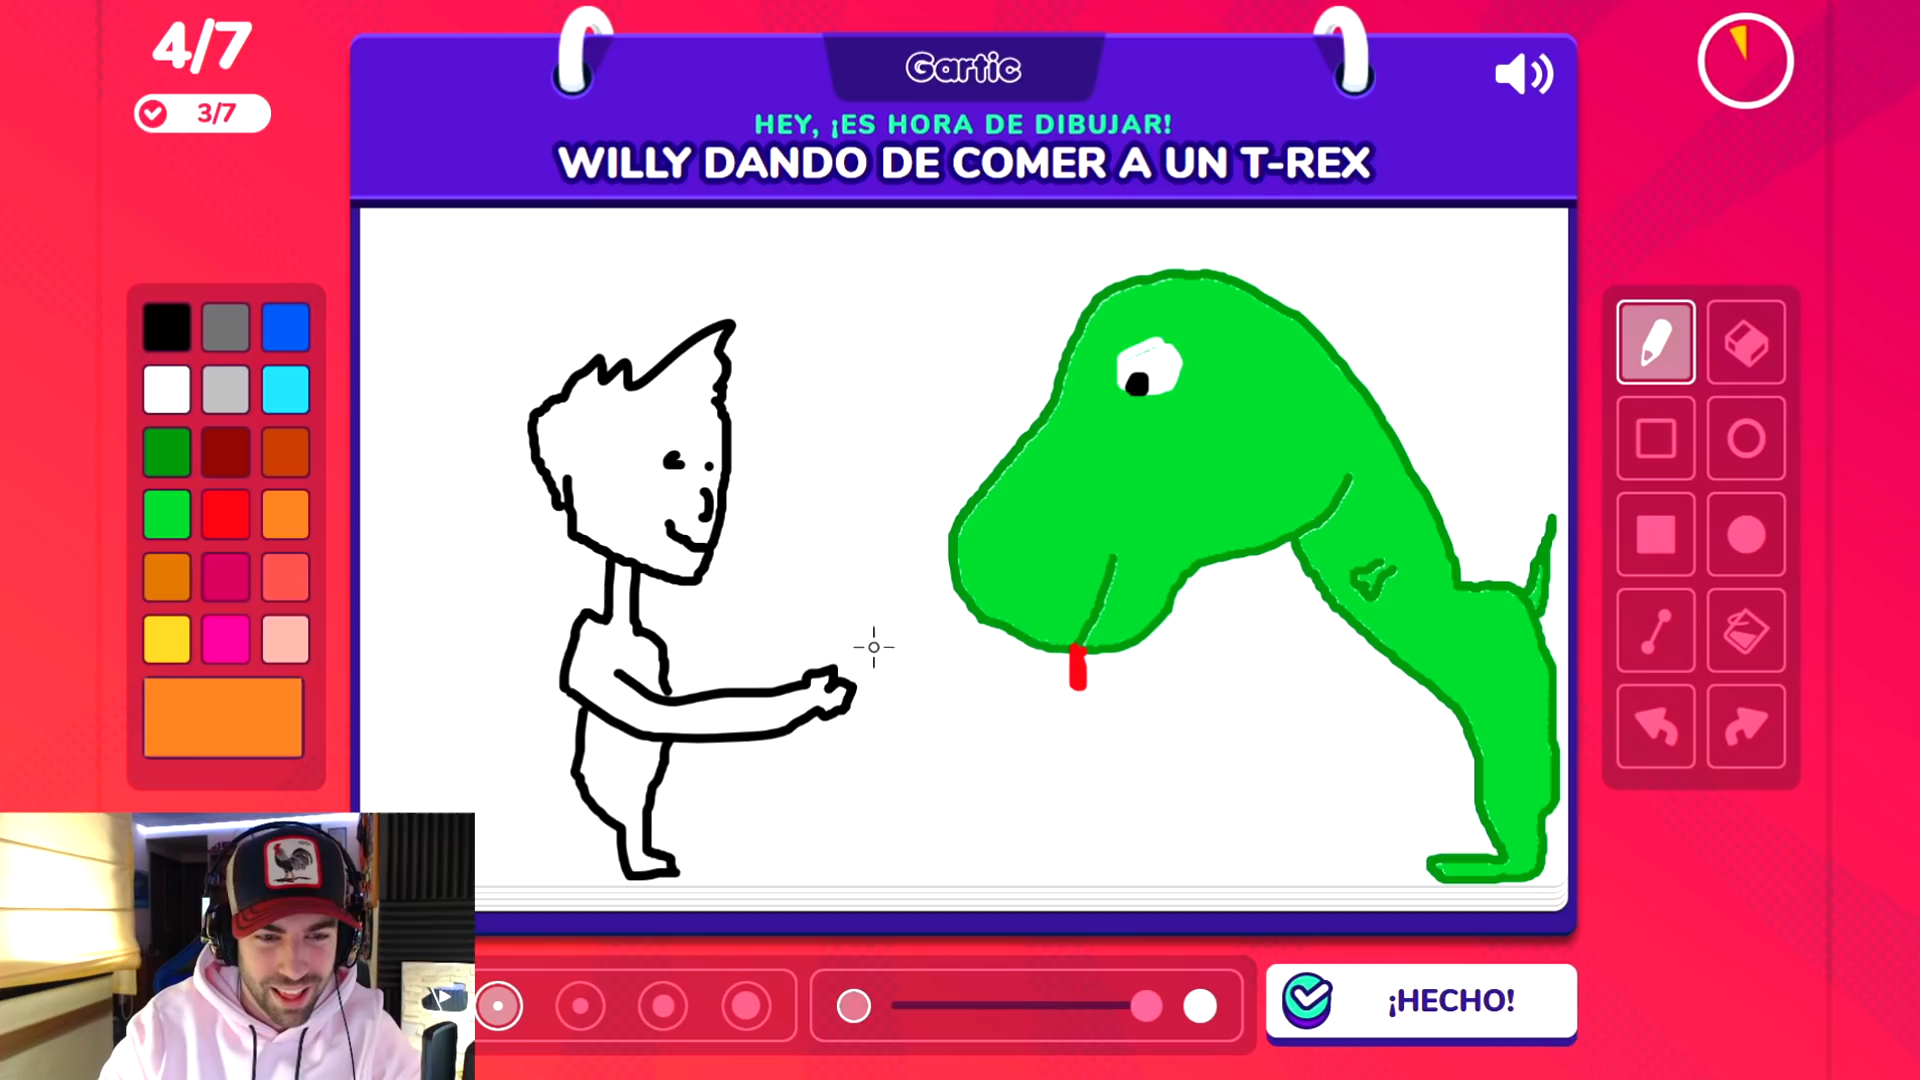 4/7
3/7
Gartic
HEY, ¡ES HORA DE DIBUJAR!
WILLY DANDO DE COMER A UN T-REX
¡HECHO!